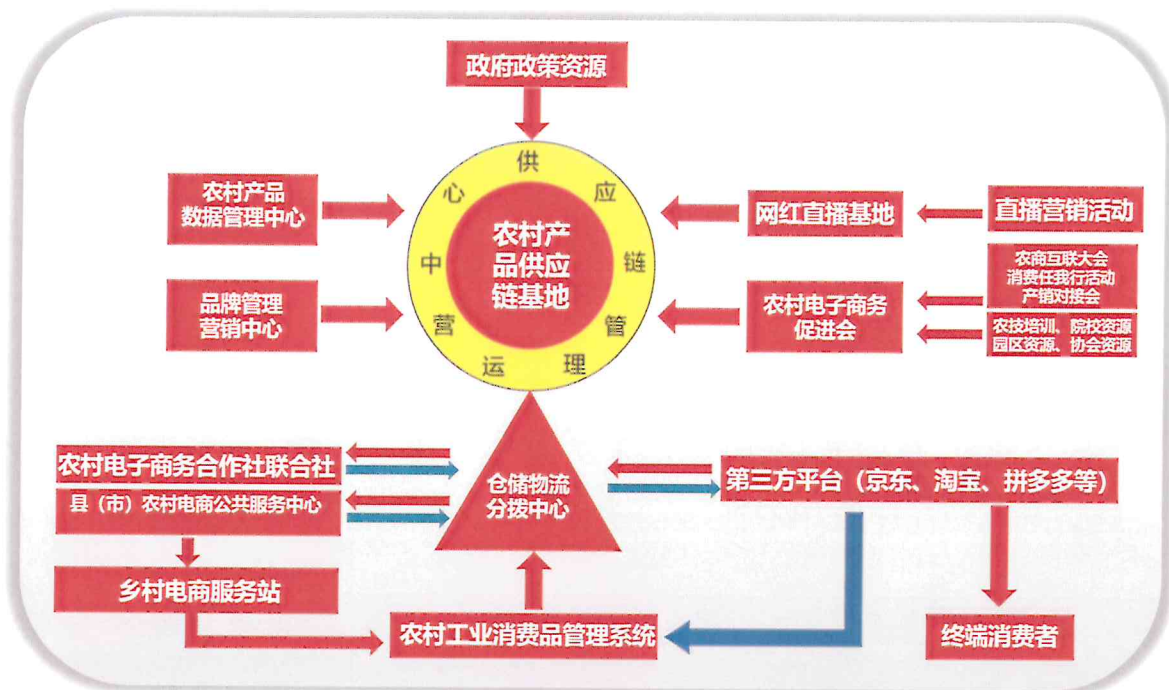 政府政策资源
供应链管理运营中心
农村产品
数据管理中心
农村产
品供应
链基地
网红直播基地
直播营销活动
品牌管理
营销中心
农村电子商务
促进会
农商互联大会
消费任我行活动
产销对接会
农技培训、院校资源
园区资源、协会资源
农村电子商务合作社联合社
县（市）农村电商公共服务中心
仓储物流
分拨中心
第三方平台（京东、淘宝、拼多多等）
乡村电商服务站
农村工业消费品管理系统
终端消费者